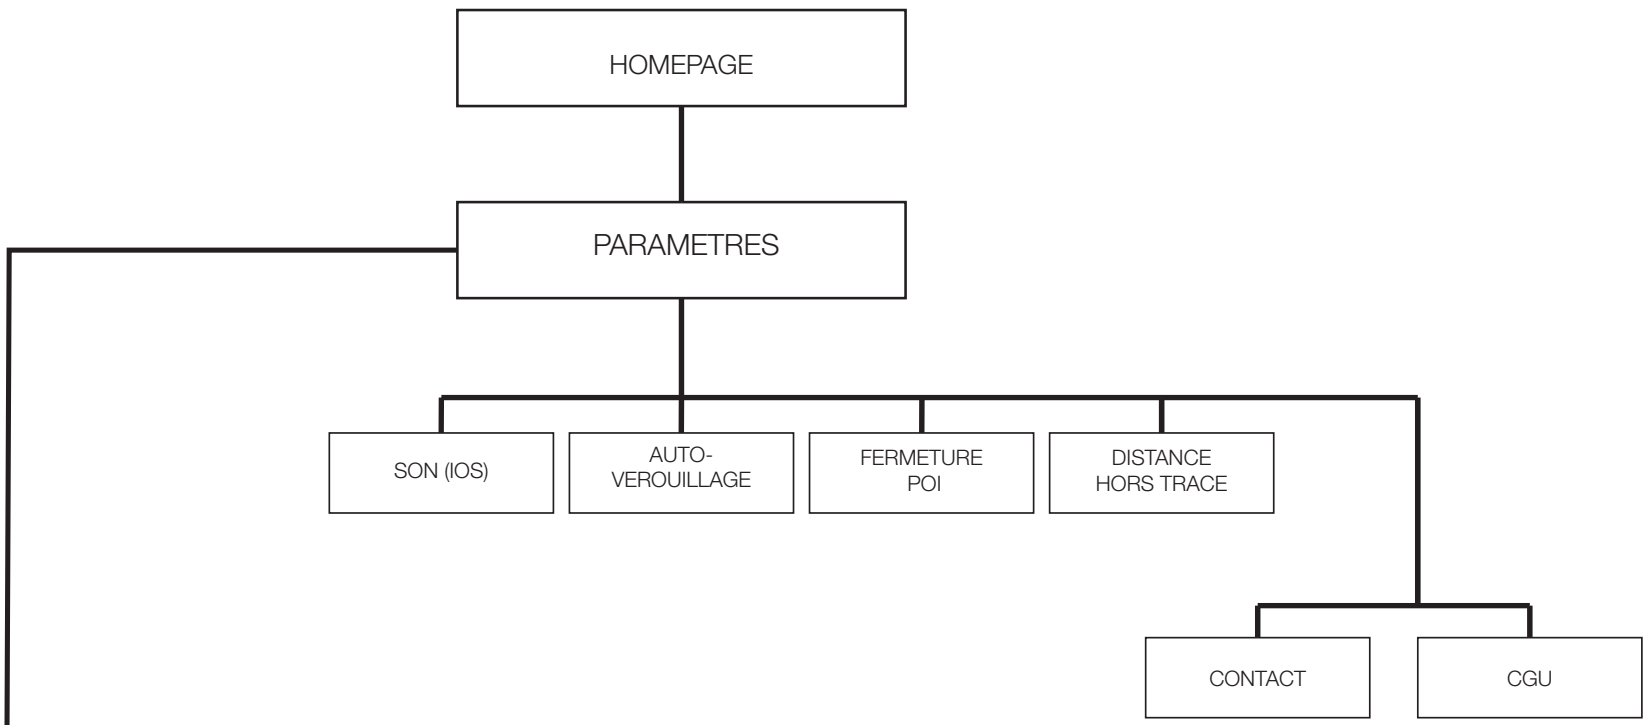 HOMEPAGE
PARAMETRES
SON (IOS)
AUTO-
VEROUILLAGE
FERMETURE
POI
DISTANCE
HORS TRACE
CONTACT
CGU